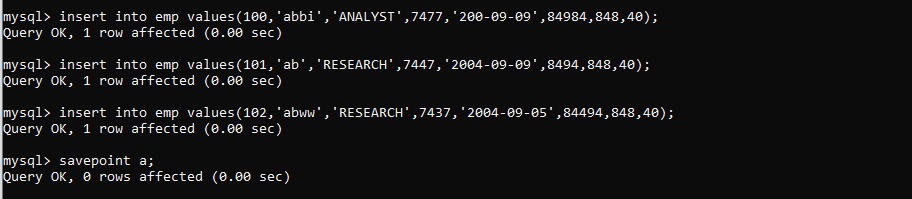 mysql> insert into emp values(100,'abbi','ANALYST',7477,'200-09-09',84984,848,40);
Query OK, 1 row affected (0.00 sec)
mysql> insert into emp values(101,'ab','RESEARCH',7447,'2004-09-09',8494,848,40);
Query OK, 1 row affected (0.00 sec)
mysql> insert into emp values(102,'abww','RESEARCH',7437,'2004-09-05',84494,848,40);
Query OK, 1 row affected (0.00 sec)
mysql> savepoint a;
Query OK, 0 rows affected (0.00 sec)